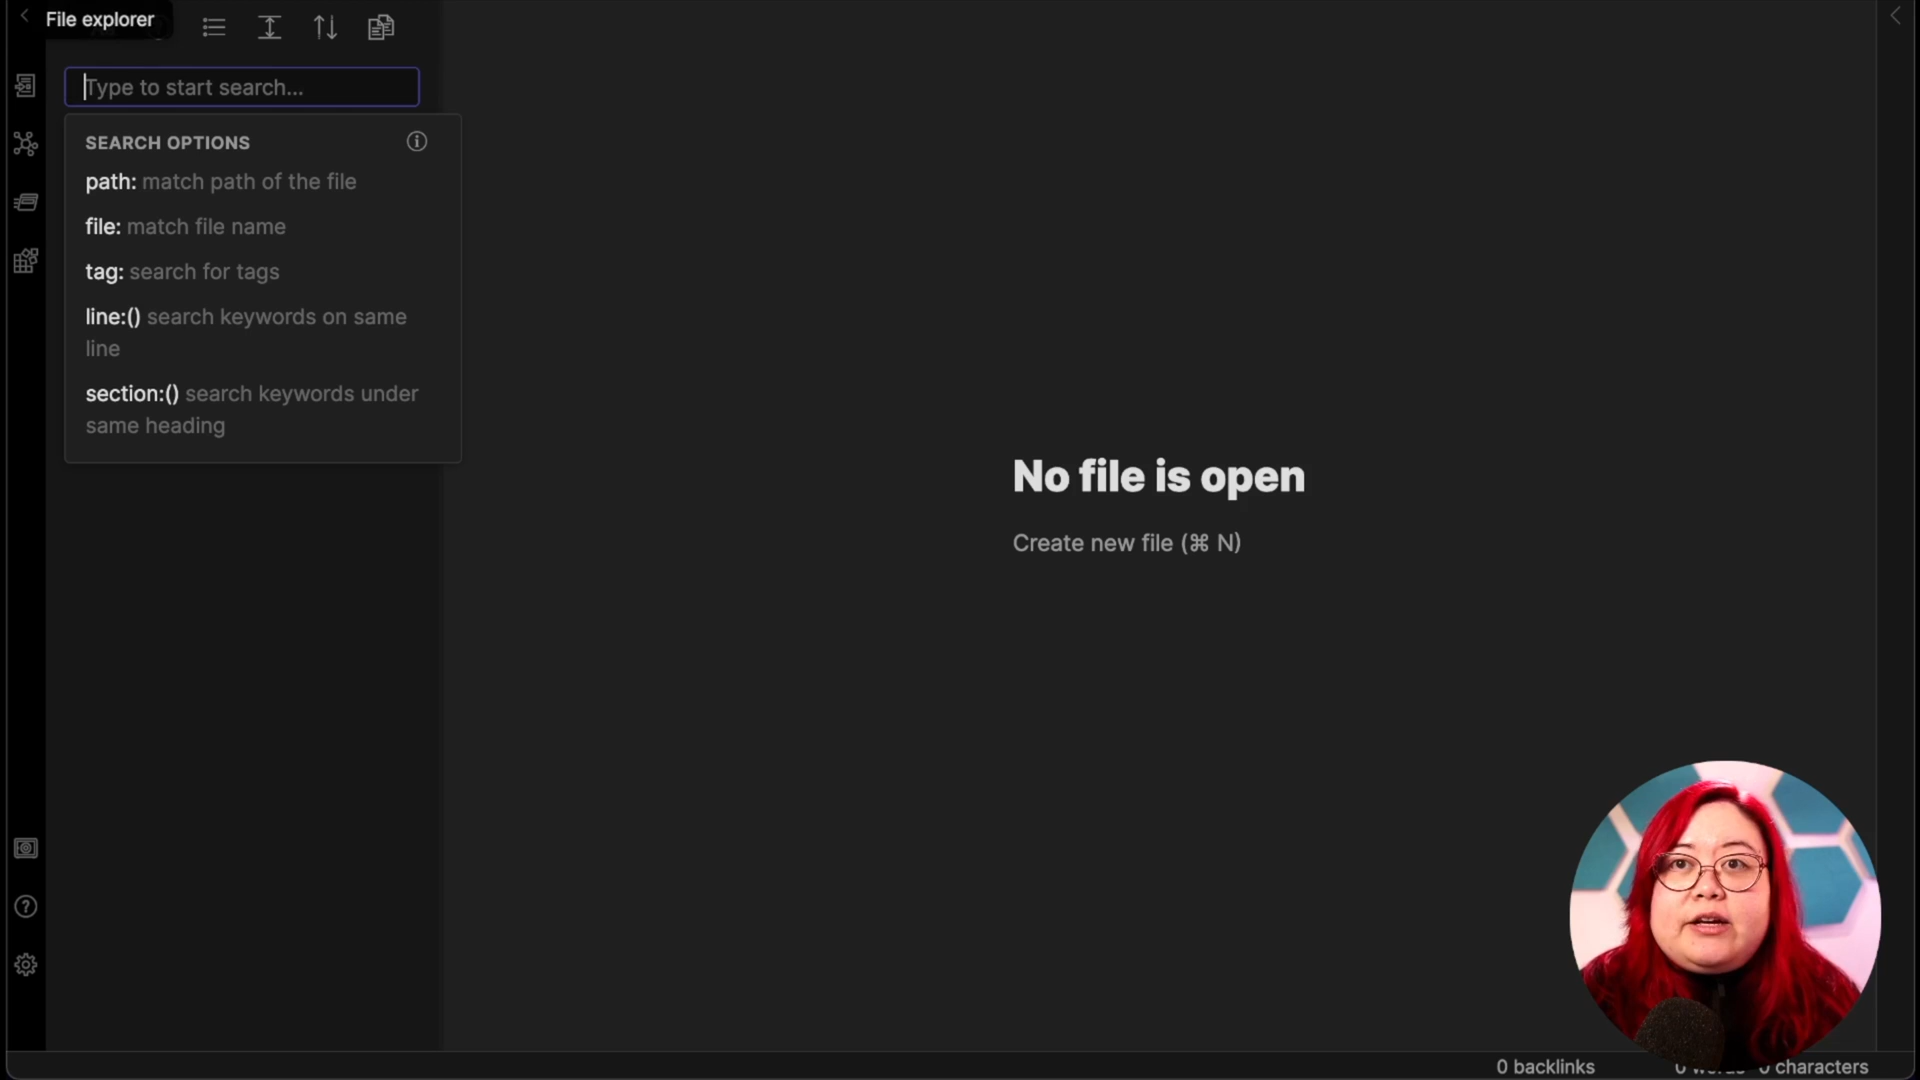 File explorer
Type to start search...
SEARCH OPTIONS
path: match path of the file
file: match file name
tag: search for tags
line:() search keywords on same
line
section:() search keywords under
same heading
No file is open
Create new file (⌘ N)
0 backlinks
0 characters